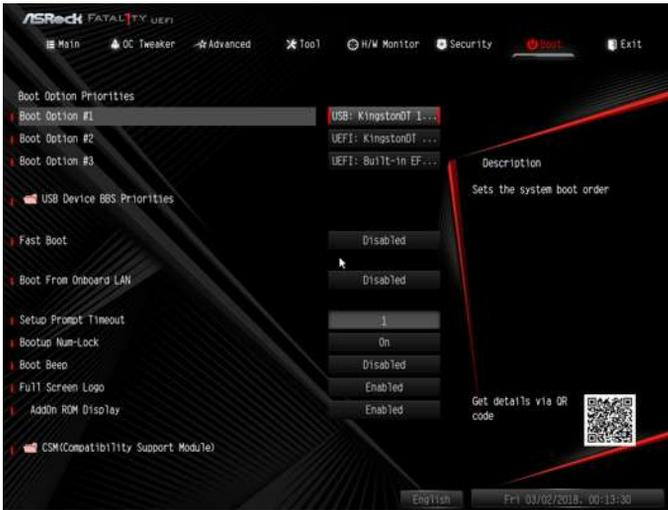 ASRock FATAL1TY UEFI
Main OC Tweaker Advanced Tool H/W Monitor Security Boot Exit
Boot Option Priorities
Boot Option #1 USB: KingstonDT 1...
Boot Option #2 UEFI: KingstonDT ...
Boot Option #3 UEFI: Built-in EF...
Description
Sets the system boot order
USB Device BBS Priorities
Fast Boot Disabled
Boot From Onboard LAN Disabled
Setup Prompt Timeout 1
Bootup Num-Lock On
Boot Beep Disabled
Full Screen Logo Enabled
AddOn ROM Display Enabled
Get details via QR
code
CSM(Compatibility Support Module)
English Fri 03/02/2018. 00:13:30